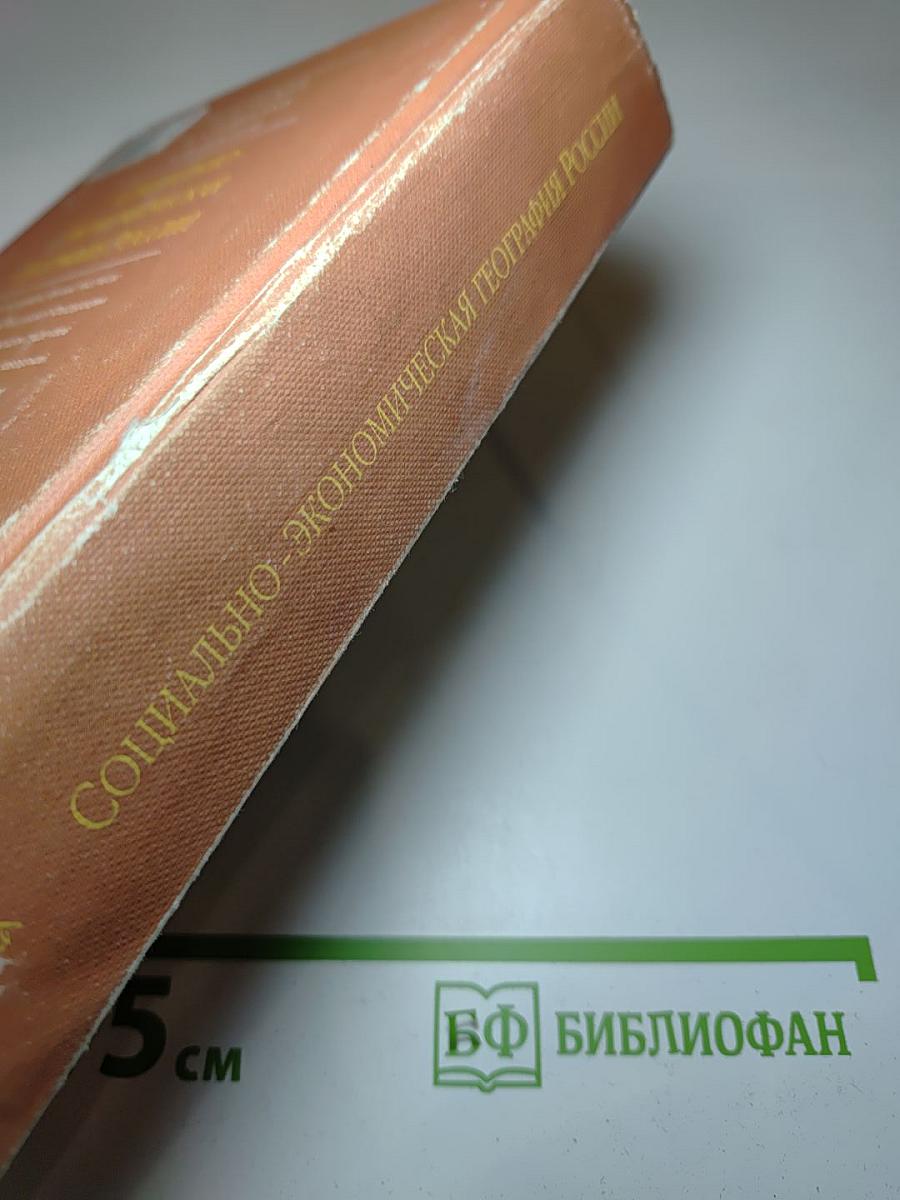 Социально-экономическая география России
5 см
БФ БИБЛИОФАН